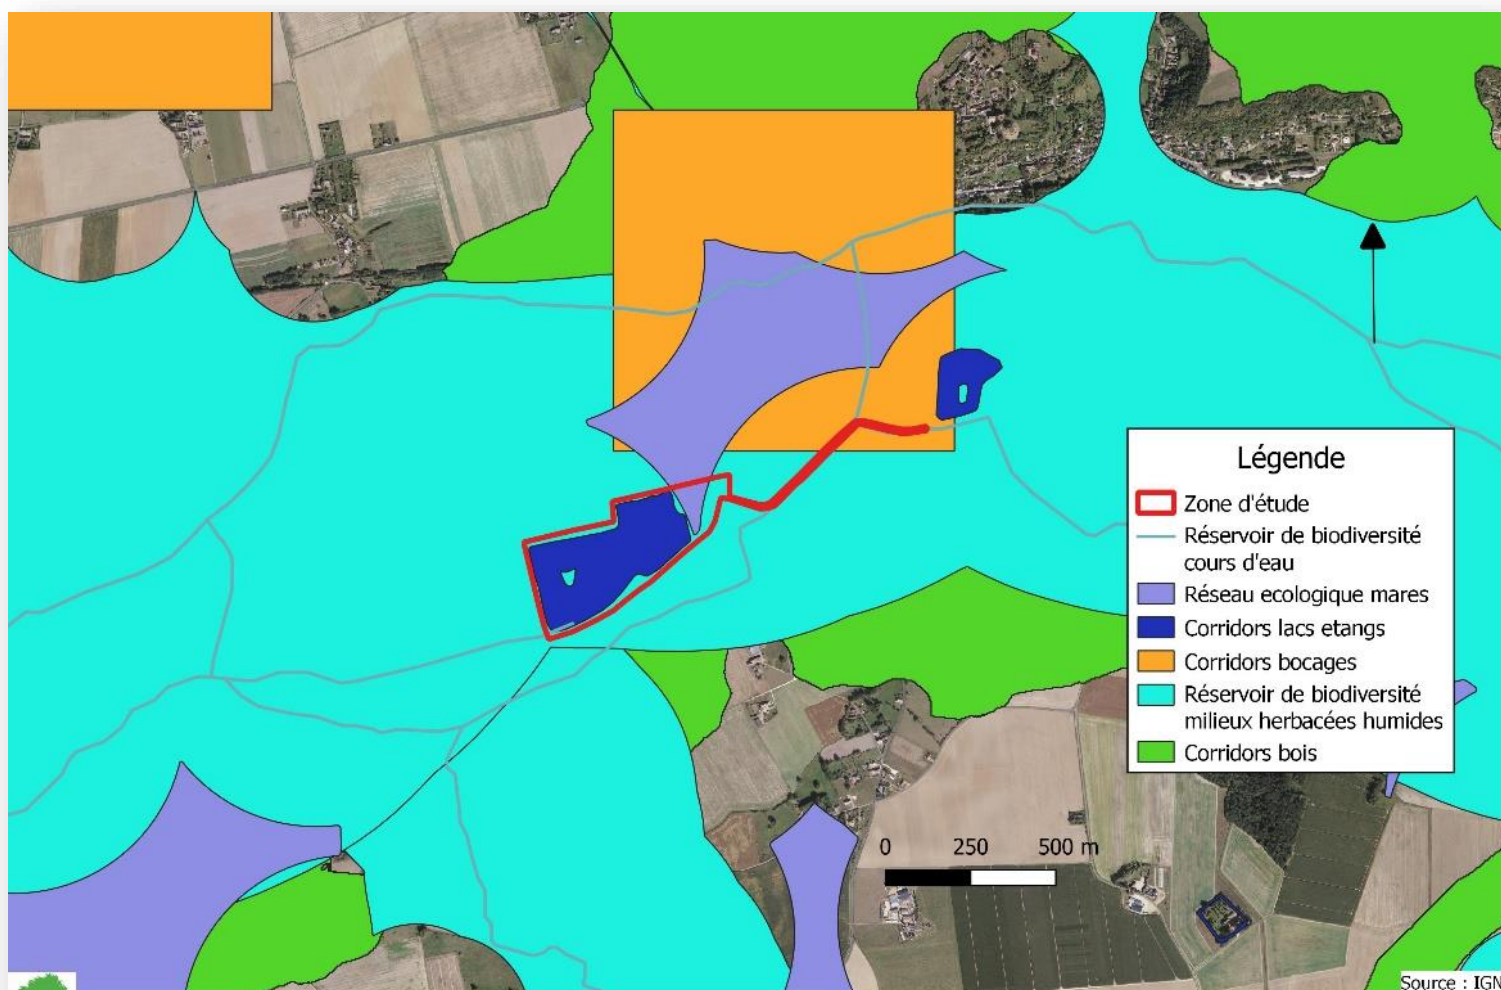 Légende
Zone d'étude
Réservoir de biodiversité
cours d'eau
Réseau ecologique mares
Corridors lacs etangs
Corridors bocages
Réservoir de biodiversité
milieux herbacées humides
Corridors bois
0 250 500 m
Source : IGN